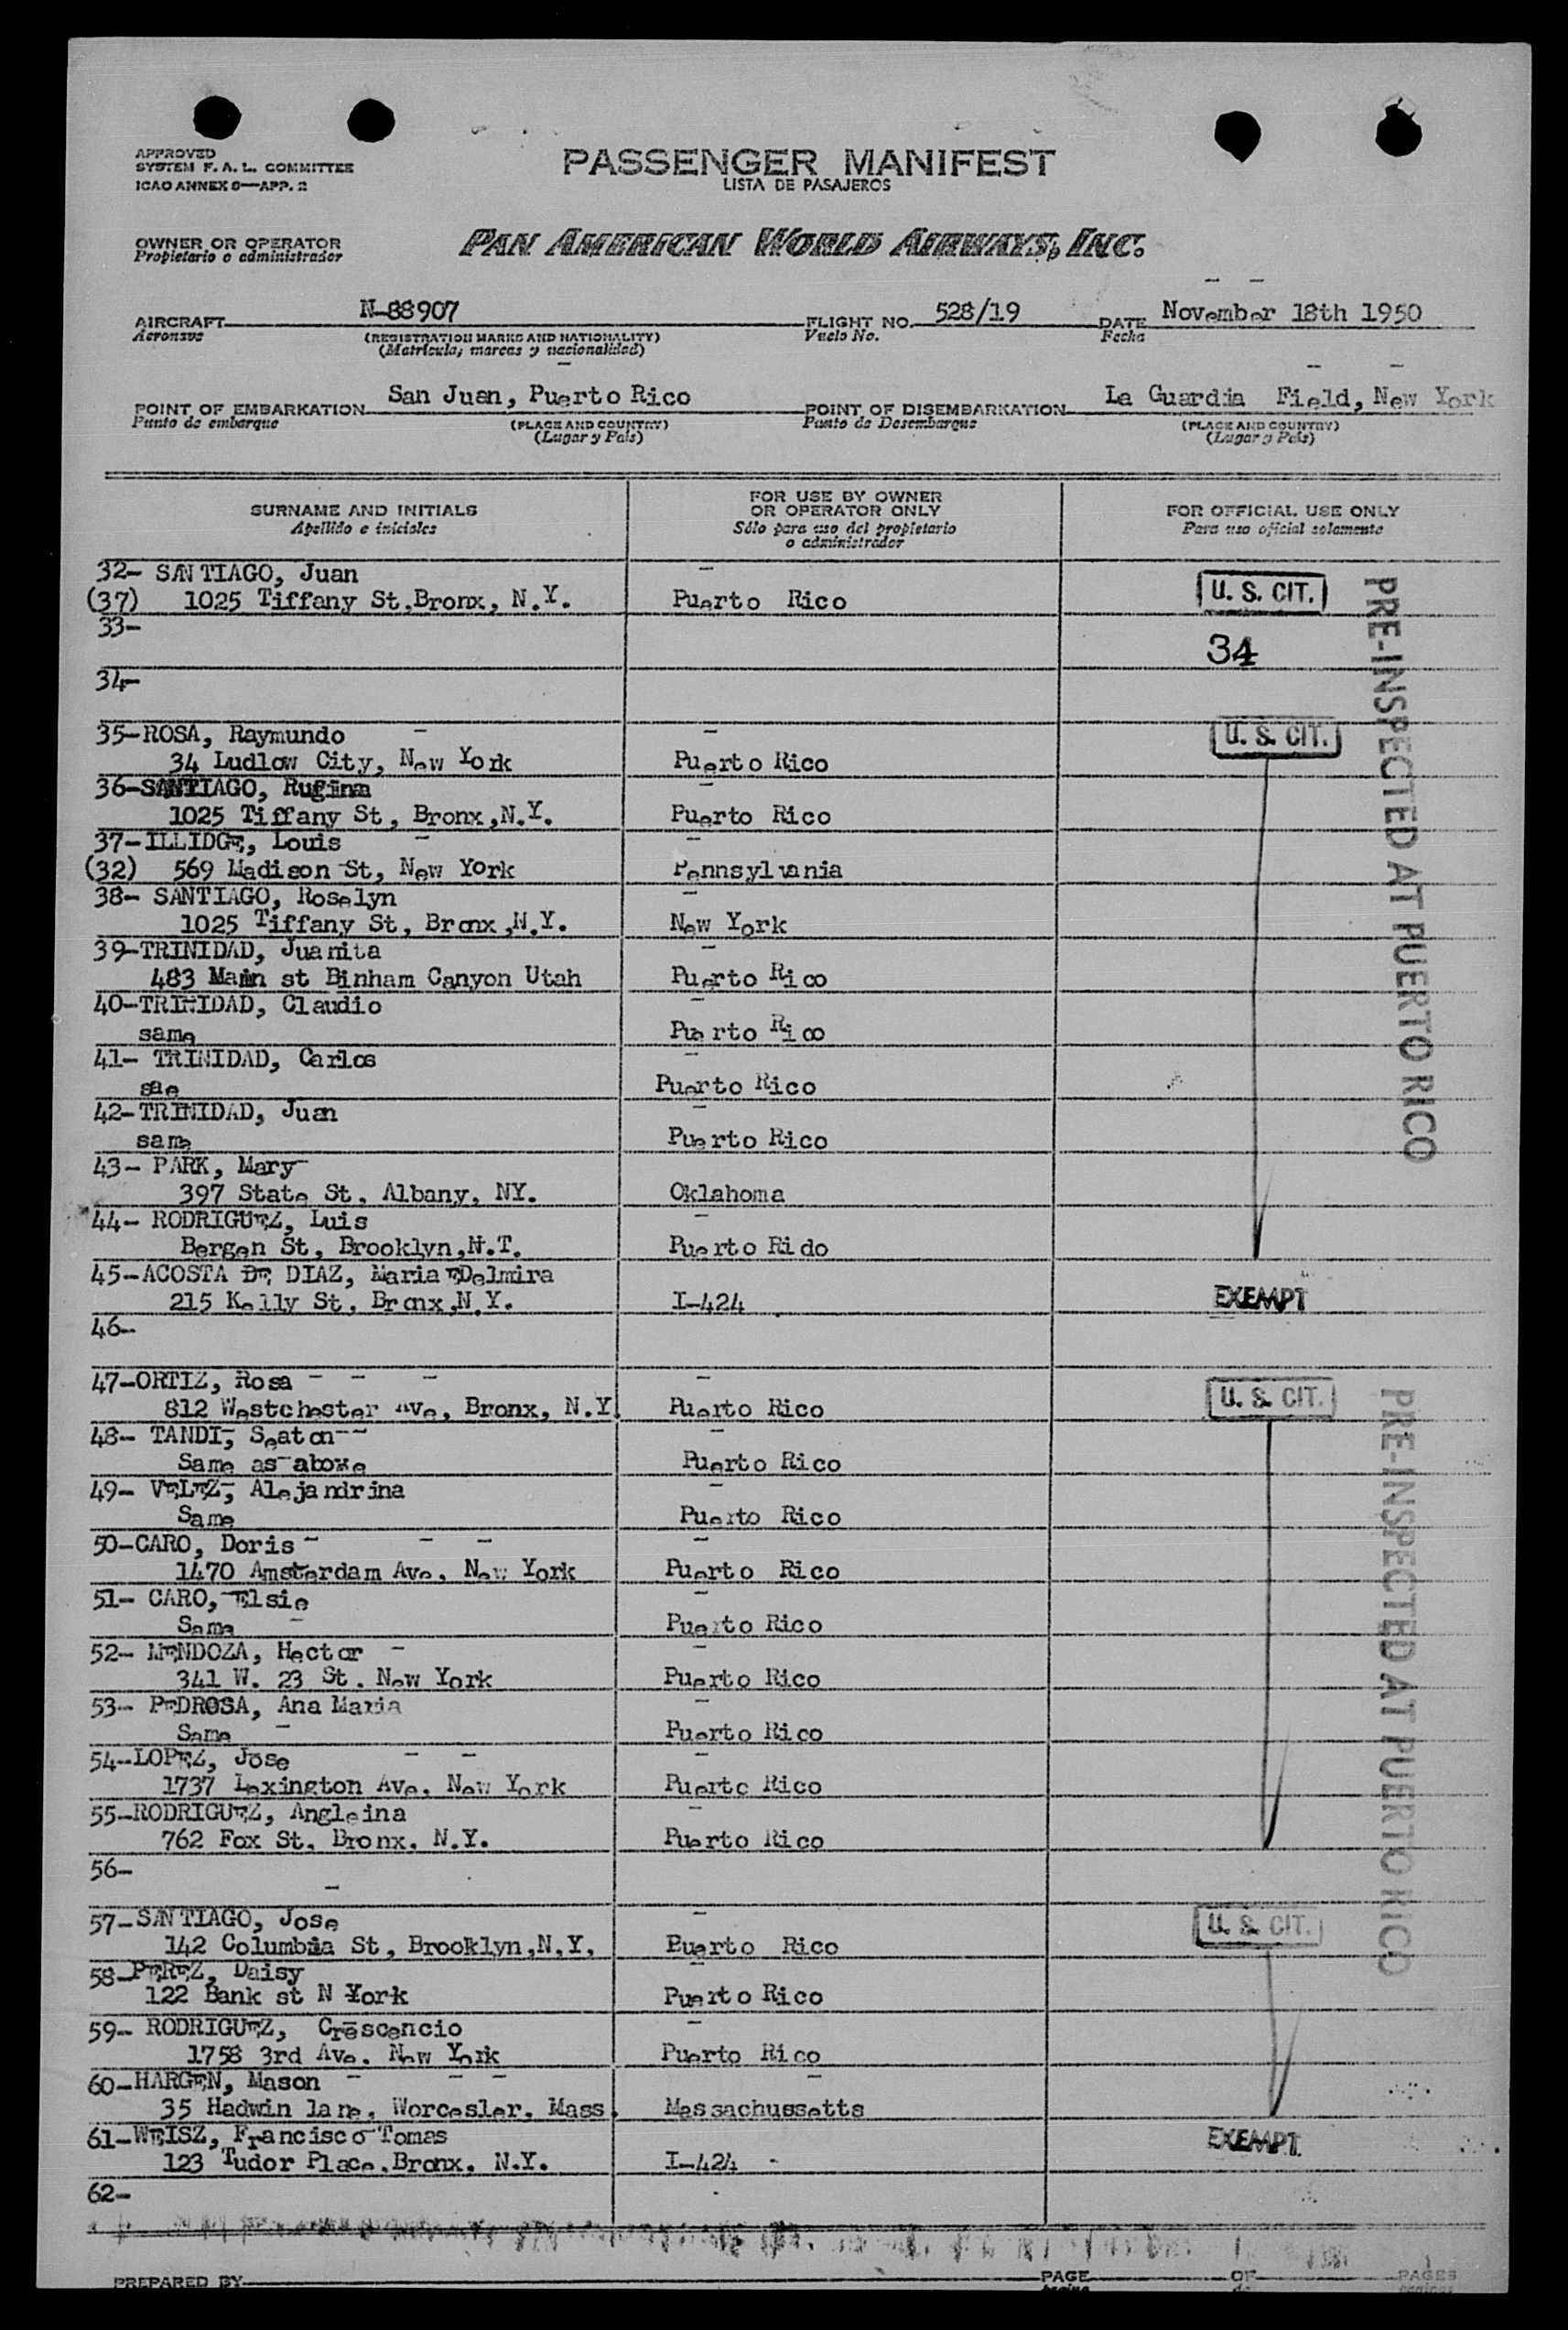 APPROVED
SYSTEM F. A. L. COMMITTEE
ICAO ANNEX 9—APP. 2
PASSENGER MANIFEST
LISTA DE PASAJEROS
OWNER OR OPERATOR
Propietario o administrador
PAN AMERICAN WORLD AIRWAYS, INC.
AIRCRAFT N-88907 FLIGHT NO. 528/19 DATE November 18th 1950
Aeronave (REGISTRATION MARKS AND NATIONALITY) Vuelo No. Fecha
(Matricula, marcas y nacionalidad)
POINT OF EMBARKATION San Juan, Puerto Rico POINT OF DISEMBARKATION La Guardia Field, New York
Punto de embarque (PLACE AND COUNTRY) Punto de Desembarque (PLACE AND COUNTRY)
(Lugar y País) (Lugar y País)
SURNAME AND INITIALS
Apellido e iniciales
FOR USE BY OWNER
OR OPERATOR ONLY
Sólo para uso del propietario
o administrador
FOR OFFICIAL USE ONLY
Para uso oficial solamente
32- SANTIAGO, Juan
(37) 1025 Tiffany St,Bronx, N.Y. Puerto Rico U. S. CIT.
33-
34
34-
35-ROSA, Raymundo
34 Ludlow City, New York Puerto Rico U. S. CIT.
36-SANTIAGO, Rugina
1025 Tiffany St, Bronx,N.Y. Puerto Rico
37-ILLIDGE, Louis
(32) 569 Madison St, New York Pennsylvania
38- SANTIAGO, Roselyn
1025 Tiffany St, Bronx,N.Y. New York
39-TRINIDAD, Juanita
483 Main st Binham Canyon Utah Puerto Rico
40-TRINIDAD, Claudio
same Puerto Rico
41- TRINIDAD, Carlos
sae Puerto Rico
42-TRINIDAD, Juan
same Puerto Rico
43- PARK, Mary
397 State St, Albany, NY. Oklahoma
44- RODRIGUEZ, Luis
Bergen St, Brooklyn,N.T. Puerto Rido
45-ACOSTA DE DIAZ, Maria EDelmira
215 Kelly St, Bronx,N.Y. I-424 EXEMPT
46-
47-ORTIZ, Rosa
812 Westchester Ave, Bronx, N.Y. Puerto Rico U. S. CIT.
48- TANDI, Seaton
Same as above Puerto Rico
49- VELEZ, Alejandrina
Same Puerto Rico
50-CARO, Doris
1470 Amsterdam Ave, New York Puerto Rico
51- CARO, Elsie
Same Puerto Rico
52- MENDOZA, Hector
341 W. 23 St. New York Puerto Rico
53- PEDROSA, Ana Maria
Same Puerto Rico
54-LOPEZ, Jose
1737 Lexington Ave, New York Puerto Rico
55-RODRIGUEZ, Angleina
762 Fox St. Bronx. N.Y. Puerto Rico
56-
57-SANTIAGO, Jose
142 Columbia St, Brooklyn,N,Y, Puerto Rico U. S. CIT.
58-PEREZ, Daisy
122 Bank st N York Puerto Rico
59- RODRIGUEZ, Crescencio
1758 3rd Ave. New York Puerto Rico
60-HARGEN, Mason
35 Hadwin lane, Worcesler, Mass. Massachussetts
61-WEISZ, Francisco Tomas
123 Tudor Place,Bronx. N.Y. I-424 EXEMPT
62-
PRE-INSPECTED AT PUERTO RICO
PRE-INSPECTED AT PUERTO RICO
PREPARED BY PAGE OF PAGES